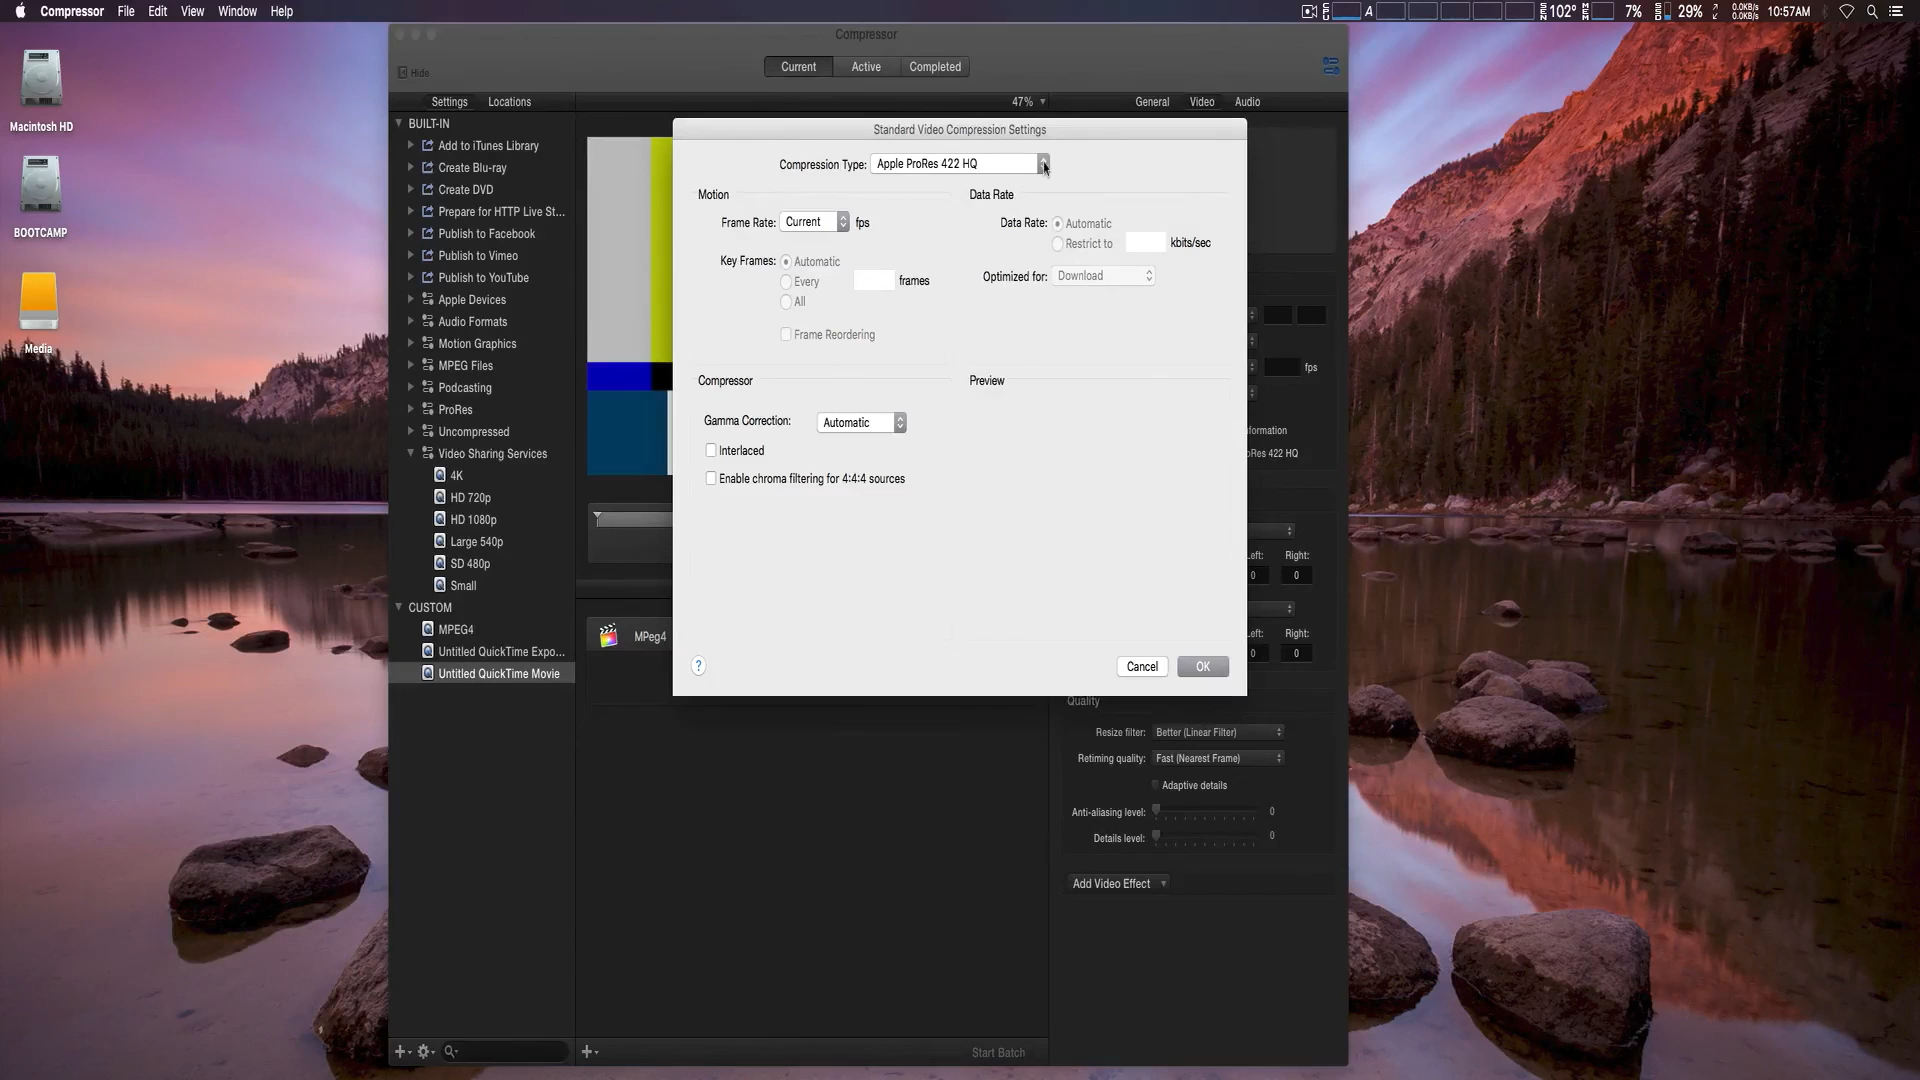 Compressor File Edit View Window Help
102° 7% 29% 0.0KB/s 0.0KB/s 10:57AM
Macintosh HD
BOOTCAMP
Media
Compressor
Hide
Current Active Completed
Settings Locations
47%
General Video Audio
BUILT-IN
Add to iTunes Library
Create Blu-ray
Create DVD
Prepare for HTTP Live St...
Publish to Facebook
Publish to Vimeo
Publish to YouTube
Apple Devices
Audio Formats
Motion Graphics
MPEG Files
Podcasting
ProRes
Uncompressed
Video Sharing Services
4K
HD 720p
HD 1080p
Large 540p
SD 480p
Small
CUSTOM
MPEG4
Untitled QuickTime Expo...
Untitled QuickTime Movie
MPeg4
Standard Video Compression Settings
Compression Type: Apple ProRes 422 HQ
Motion
Frame Rate: Current fps
Key Frames: Automatic
Every frames
All
Frame Reordering
Data Rate
Data Rate: Automatic
Restrict to kbits/sec
Optimized for: Download
Compressor
Gamma Correction: Automatic
Interlaced
Enable chroma filtering for 4:4:4 sources
Preview
?
Cancel OK
fps
formation
oRes 422 HQ
Left: Right:
0 0
Left: Right:
0 0
Quality
Resize filter: Better (Linear Filter)
Retiming quality: Fast (Nearest Frame)
Adaptive details
Anti-aliasing level: 0
Details level: 0
Add Video Effect
Start Batch